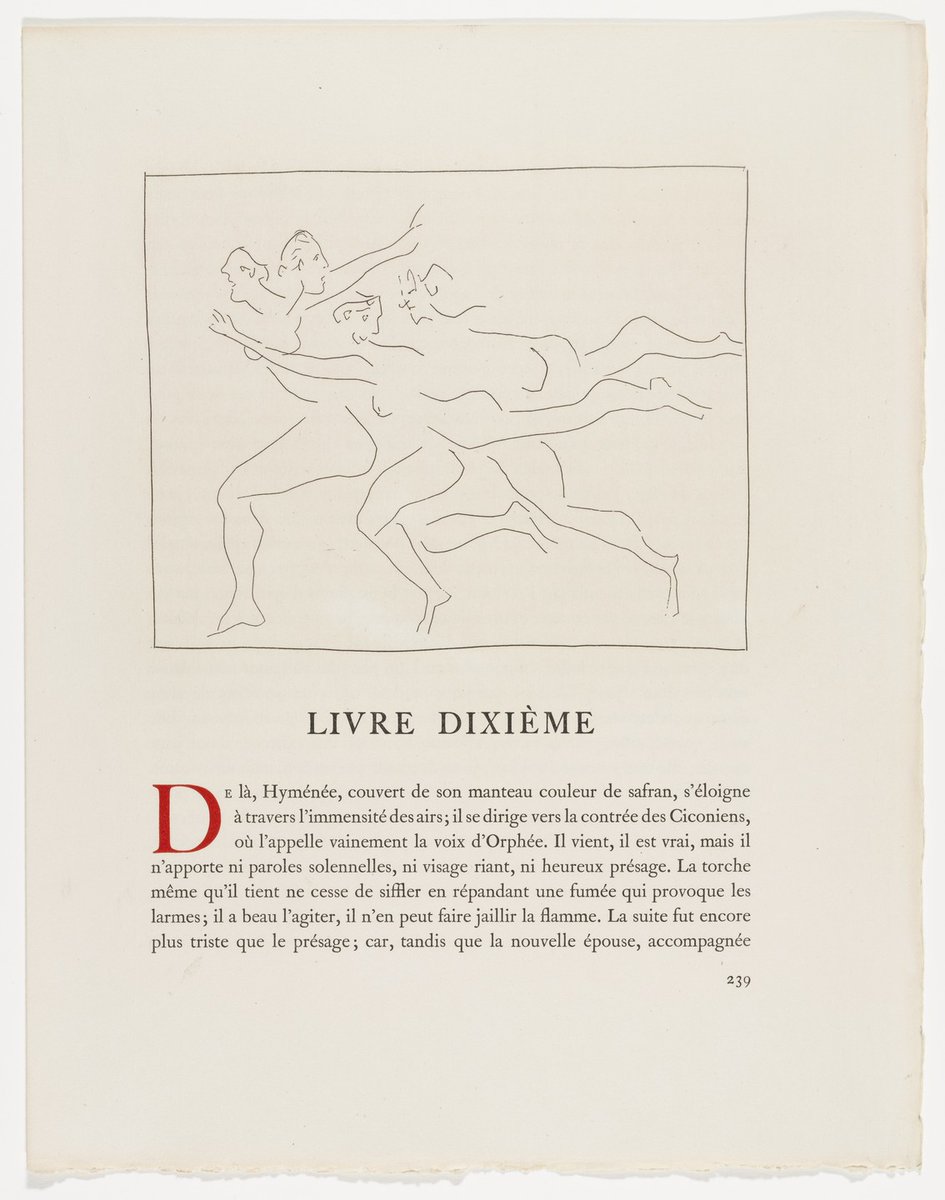 LIVRE DIXIÈME
DE là, Hyménée, couvert de son manteau couleur de safran, s'éloigne
à travers l'immensité des airs; il se dirige vers la contrée des Ciconiens,
où l'appelle vainement la voix d'Orphée. Il vient, il est vrai, mais il
n'apporte ni paroles solennelles, ni visage riant, ni heureux présage. La torche
même qu'il tient ne cesse de siffler en répandant une fumée qui provoque les
larmes; il a beau l'agiter, il n'en peut faire jaillir la flamme. La suite fut encore
plus triste que le présage; car, tandis que la nouvelle épouse, accompagnée
239